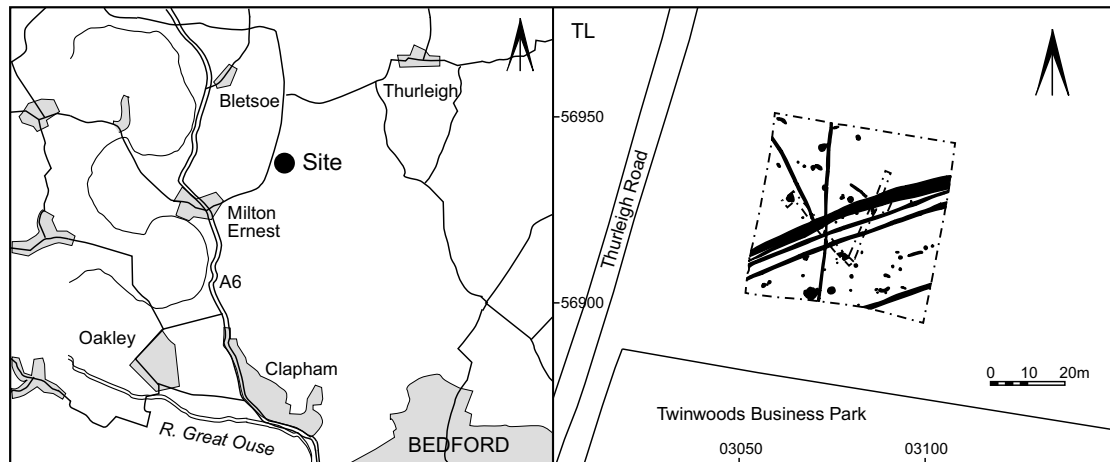 Bletsoe
Thurleigh
Site
Milton
Ernest
A6
Oakley
Clapham
R. Great Ouse
BEDFORD
TL
56950
Thurleigh Road
56900
0 10 20m
Twinwoods Business Park
03050 03100